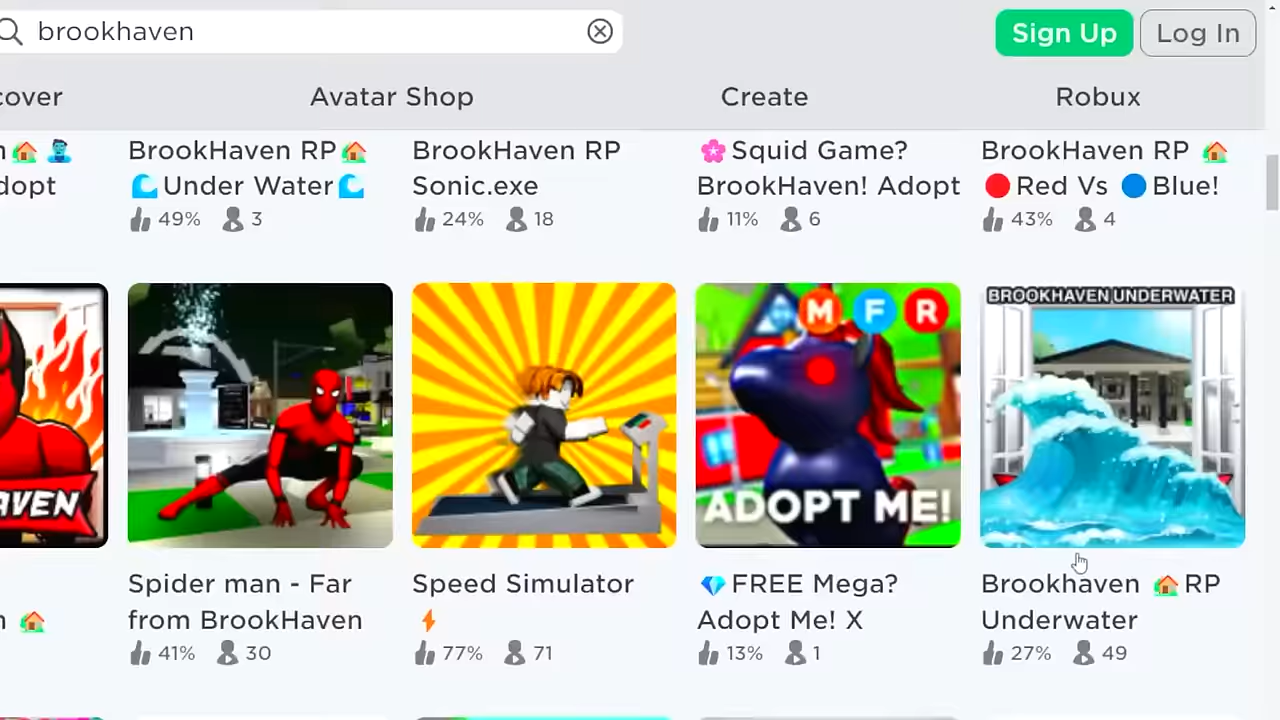 brookhaven
Sign Up
Log In
cover
Avatar Shop
Create
Robux
n🏠
dopt
BrookHaven RP🏠
🌊Under Water🌊
49% 3
BrookHaven RP
Sonic.exe
24% 18
🌸Squid Game?
BrookHaven! Adopt
11% 6
BrookHaven RP 🏠
🔴Red Vs 🔵Blue!
43% 4
AVEN
M F R
ADOPT ME!
BROOKHAVEN UNDERWATER
n 🏠
Spider man - Far
from BrookHaven
41% 30
Speed Simulator
⚡
77% 71
💎FREE Mega?
Adopt Me! X
13% 1
Brookhaven 🏠RP
Underwater
27% 49